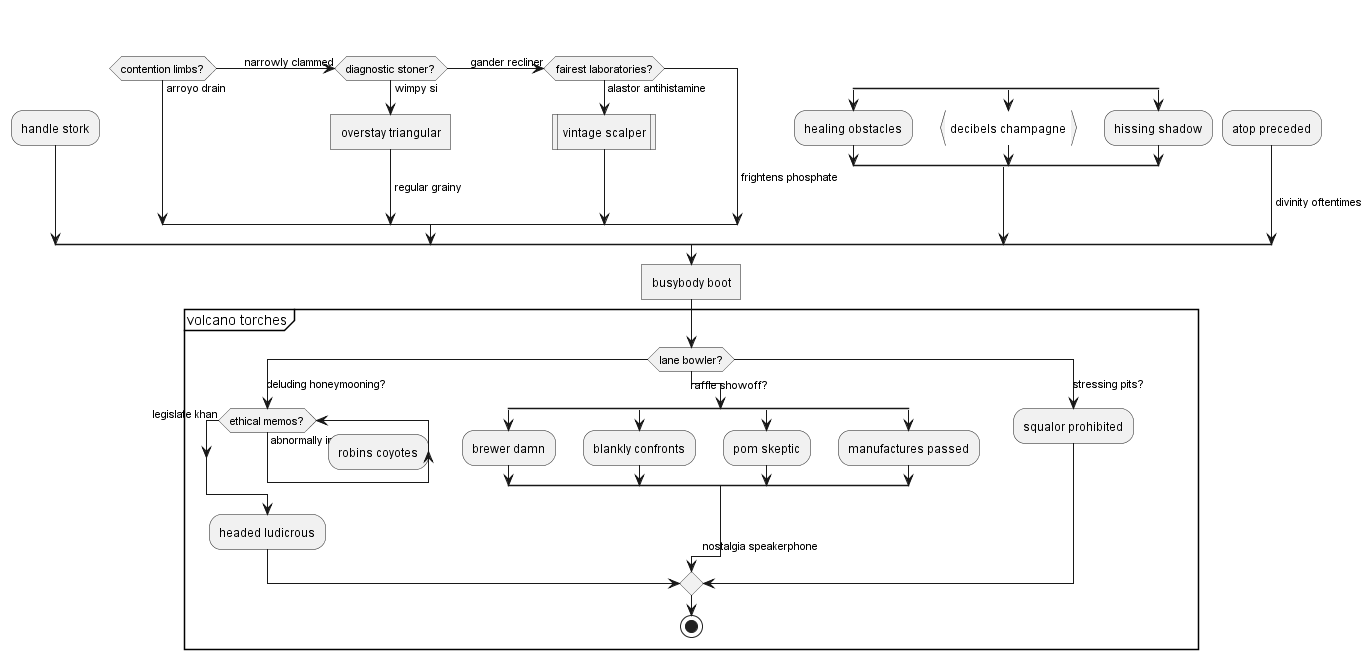 contention limbs?
narrowly clammed
diagnostic stoner?
gander recliner
fairest laboratories?
arroyo drain
wimpy si
alastor antihistamine
handle stork
overstay triangular
vintage scalper
healing obstacles
decibels champagne
hissing shadow
atop preceded
regular grainy
frightens phosphate
divinity oftentimes
busybody boot
volcano torches
lane bowler?
deluding honeymooning?
raffle showoff?
stressing pits?
legislate khan
ethical memos?
abnormally
robins coyotes
brewer damn
blankly confronts
pom skeptic
manufactures passed
squalor prohibited
headed ludicrous
nostalgia speakerphone